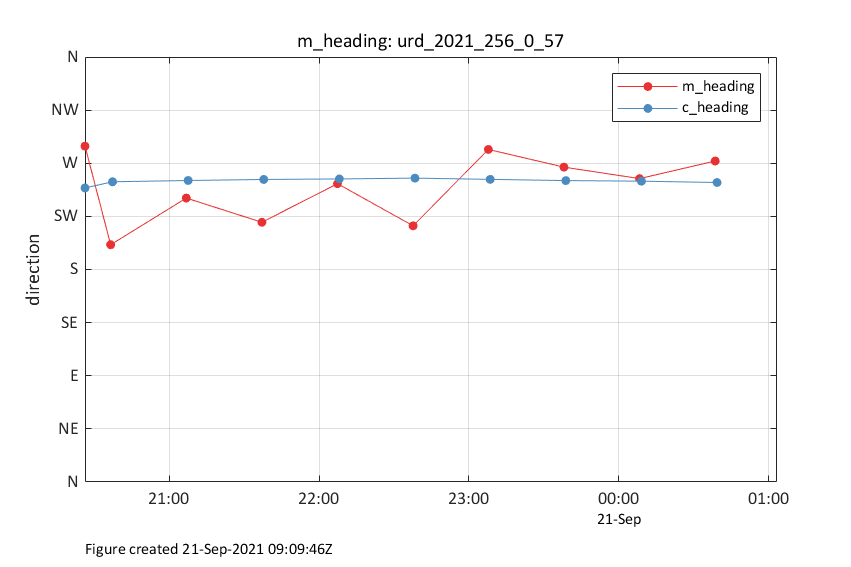 m_heading: urd_2021_256_0_57
N
NW
W
SW
S
SE
E
NE
N
direction
m_heading
c_heading
21:00 22:00 23:00 00:00 01:00
21-Sep
Figure created 21-Sep-2021 09:09:46Z